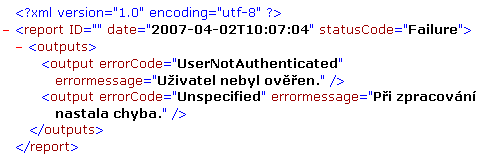 <?xml version="1.0" encoding="utf-8" ?>
− <report ID="" date="2007-04-02T10:07:04" statusCode="Failure">
− <outputs>
<output errorCode="UserNotAuthenticated"
errormessage="Uživatel nebyl ověřen." />
<output errorCode="Unspecified" errormessage="Při zpracování
nastala chyba." />
</outputs>
</report>